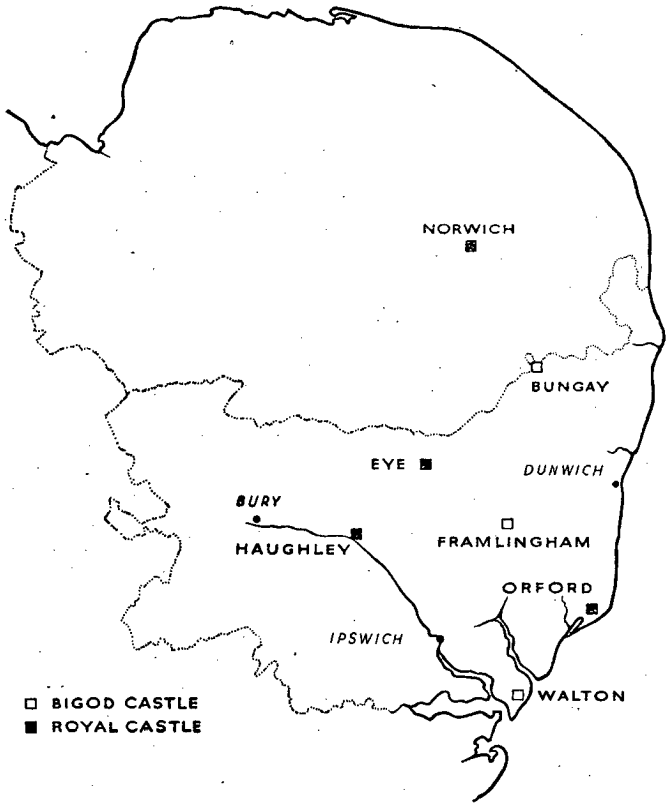 NORWICH
BUNGAY
EYE
DUNWICH
BURY
HAUGHLEY
FRAMLINGHAM
ORFORD
IPSWICH
WALTON
BIGOD CASTLE
ROYAL CASTLE